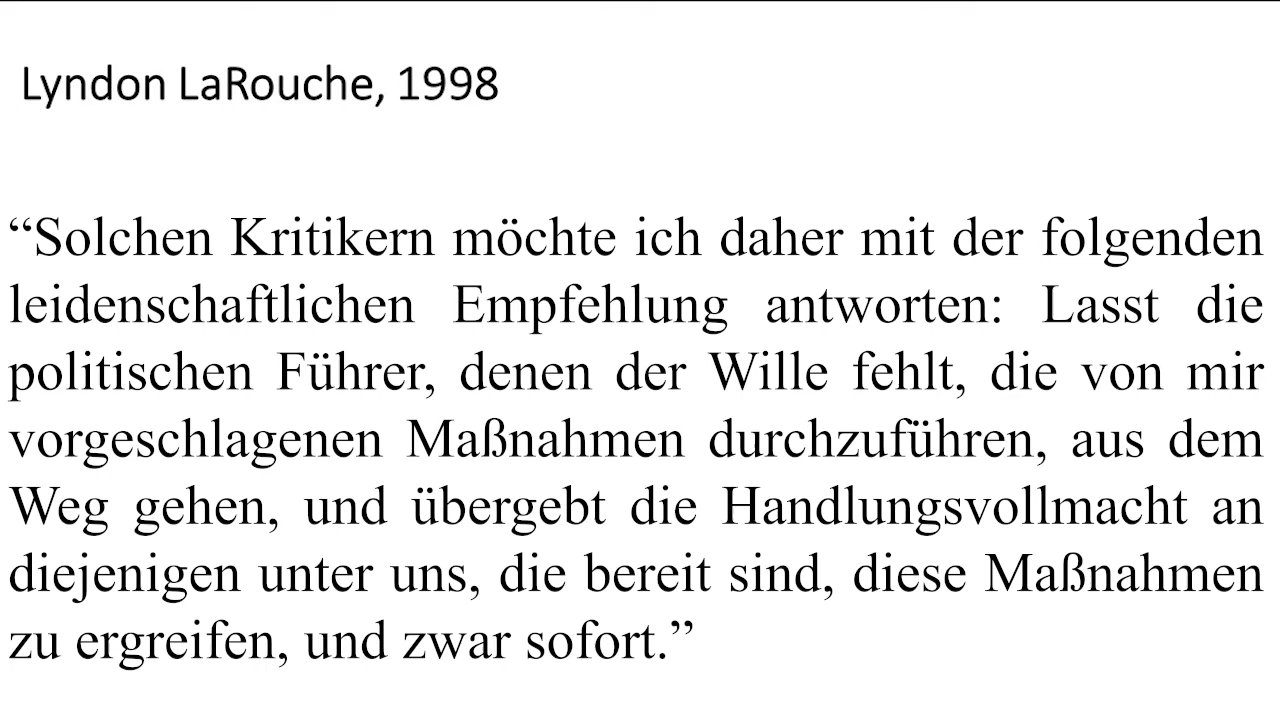 Lyndon LaRouche, 1998
“Solchen Kritikern möchte ich daher mit der folgenden
leidenschaftlichen Empfehlung antworten: Lasst die
politischen Führer, denen der Wille fehlt, die von mir
vorgeschlagenen Maßnahmen durchzuführen, aus dem
Weg gehen, und übergebt die Handlungsvollmacht an
diejenigen unter uns, die bereit sind, diese Maßnahmen
zu ergreifen, und zwar sofort.”